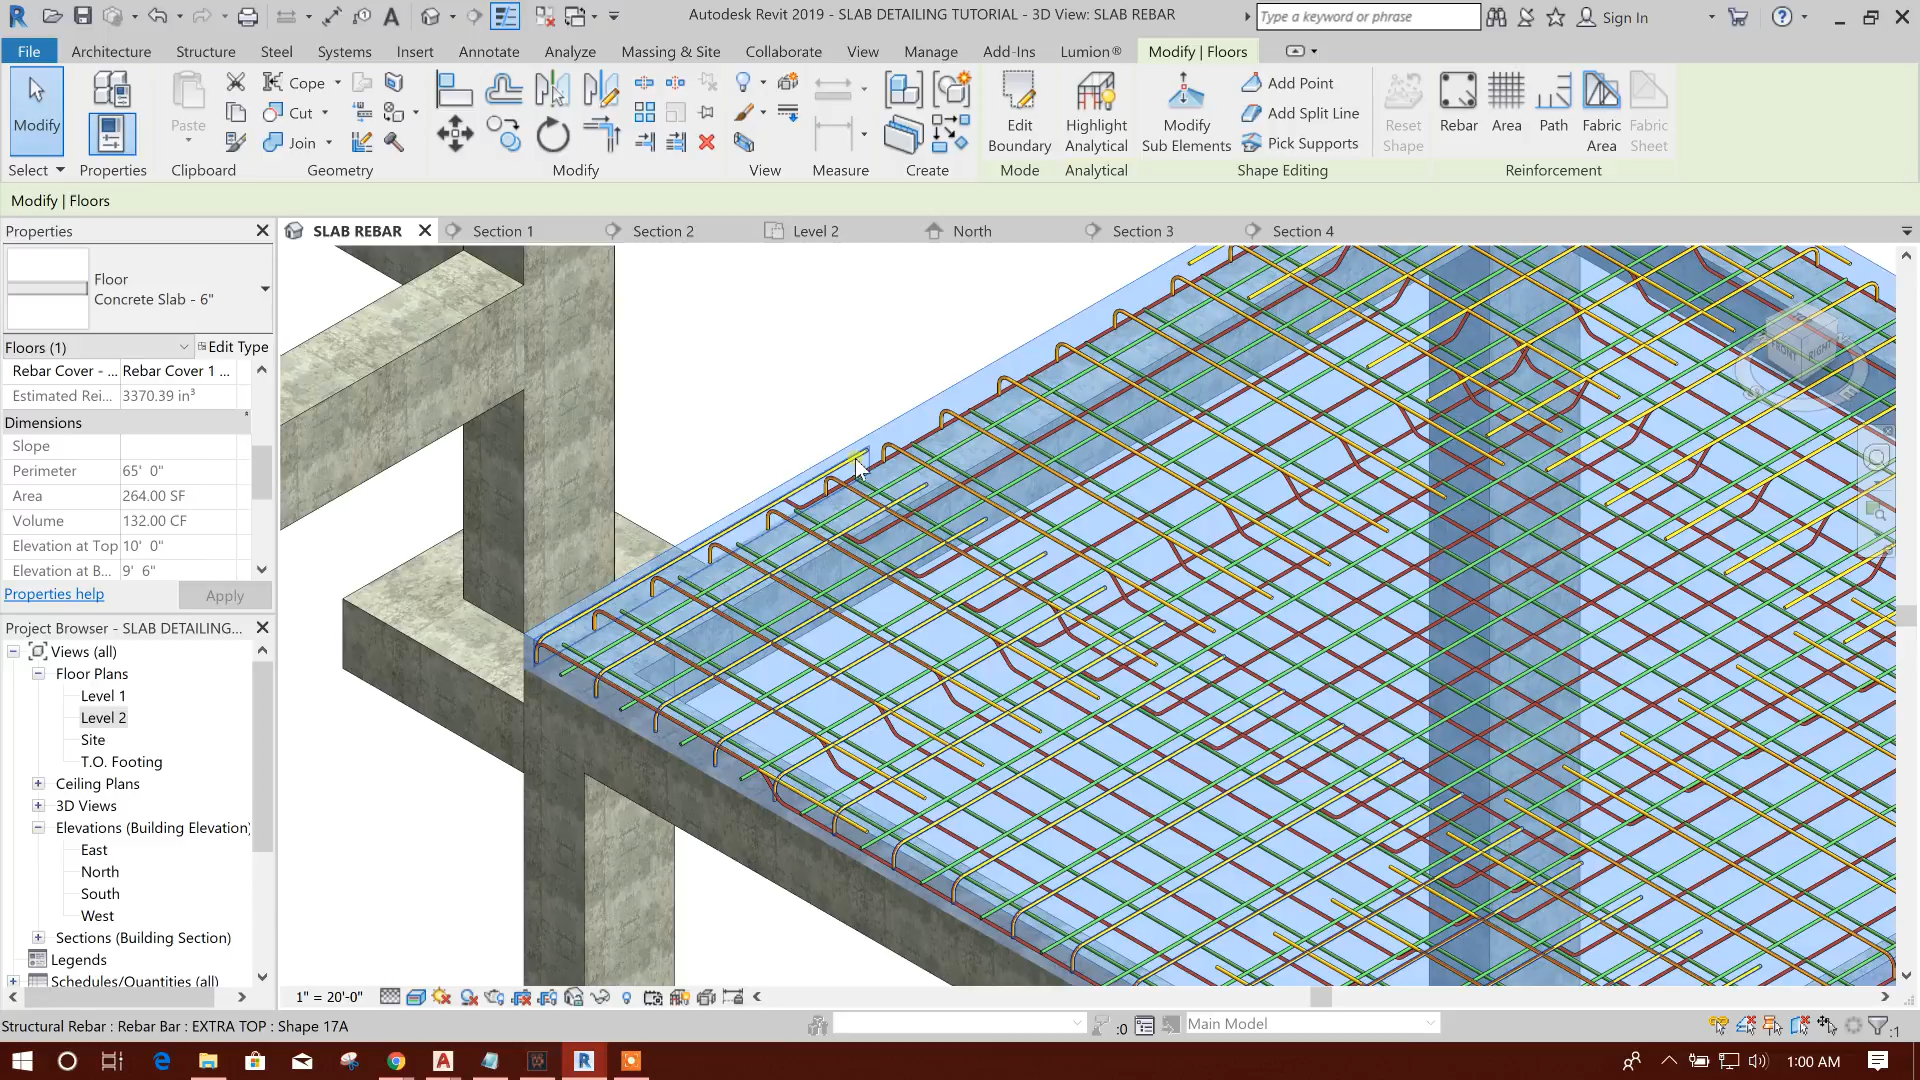 Autodesk Revit 2019 - SLAB DETAILING TUTORIAL - 3D View: SLAB REBAR
Type a keyword or phrase
Sign In
File Architecture Structure Steel Systems Insert Annotate Analyze Massing & Site Collaborate View Manage Add-Ins Lumion® Modify | Floors
Modify
Select
Properties
Paste
Clipboard
Cope
Cut
Join
Geometry
Modify
View
Measure
Create
Edit
Boundary
Mode
Highlight
Analytical
Analytical
Modify
Sub Elements
Add Point
Add Split Line
Pick Supports
Reset
Shape
Shape Editing
Rebar
Area
Path
Fabric
Area
Fabric
Sheet
Reinforcement
Modify | Floors
Properties
SLAB REBAR Section 1 Section 2 Level 2 North Section 3 Section 4
Floor
Concrete Slab - 6"
Floors (1) Edit Type
Rebar Cover - ... Rebar Cover 1 ...
Estimated Rei... 3370.39 in³
Dimensions
Slope
Perimeter 65' 0"
Area 264.00 SF
Volume 132.00 CF
Elevation at Top 10' 0"
Elevation at B... 9' 6"
Properties help Apply
Project Browser - SLAB DETAILING...
Views (all)
Floor Plans
Level 1
Level 2
Site
T.O. Footing
Ceiling Plans
3D Views
Elevations (Building Elevation)
East
North
South
West
Sections (Building Section)
Legends
Schedules/Quantities (all)
FRONT RIGHT
1" = 20'-0"
Structural Rebar : Rebar Bar : EXTRA TOP : Shape 17A
:0
Main Model
:1
1:00 AM